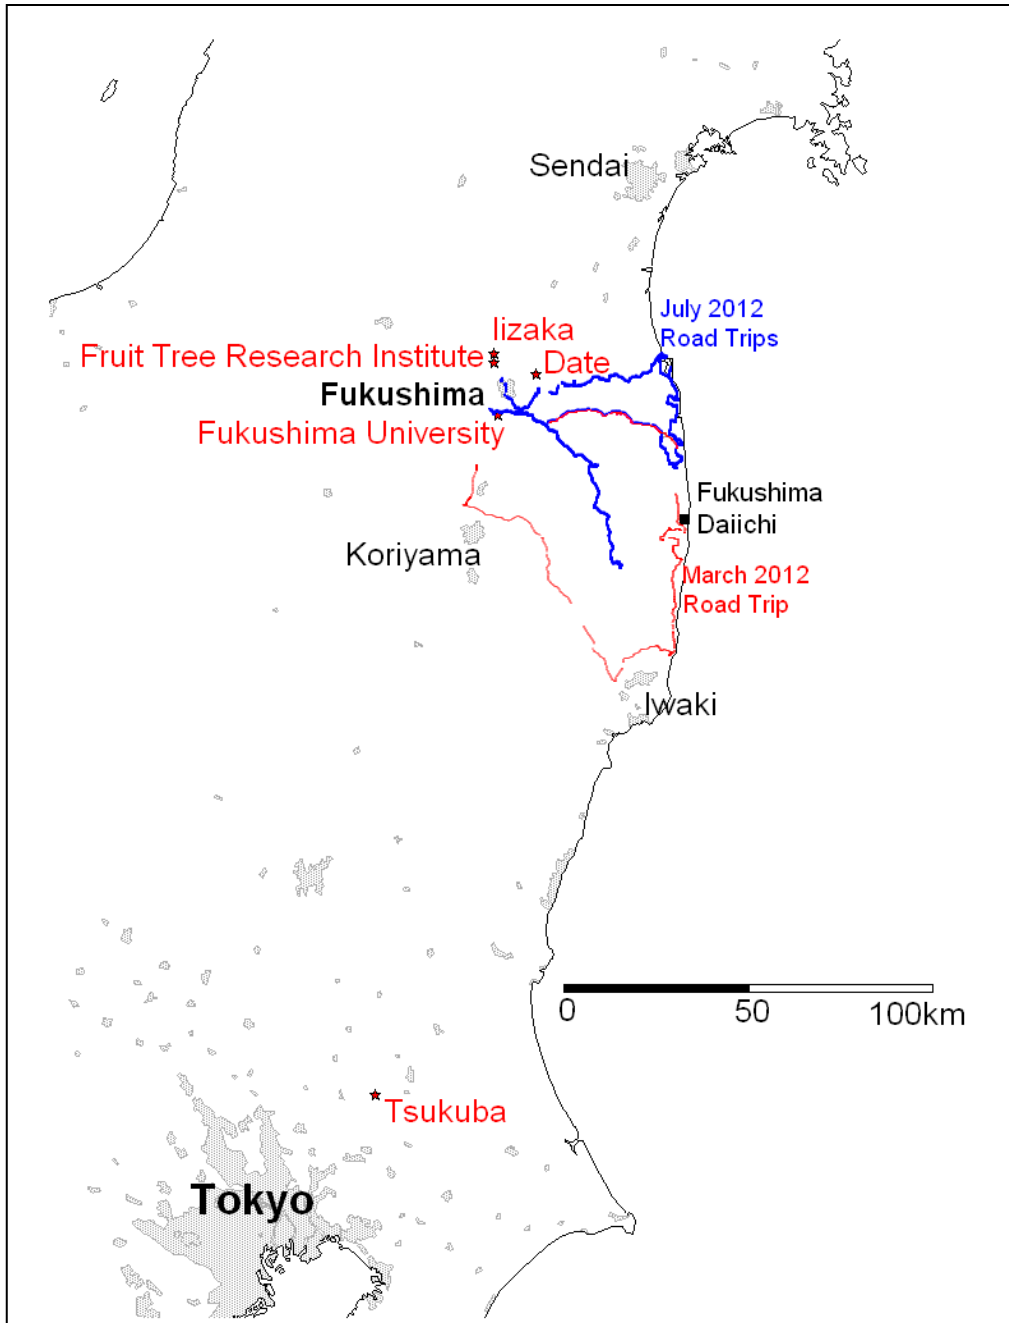 Sendai
July 2012
Road Trips
Iizaka
Fruit Tree Research Institute
Date
Fukushima
Fukushima University
Fukushima
Daiichi
Koriyama
March 2012
Road Trip
Iwaki
0
50
100km
Tsukuba
Tokyo